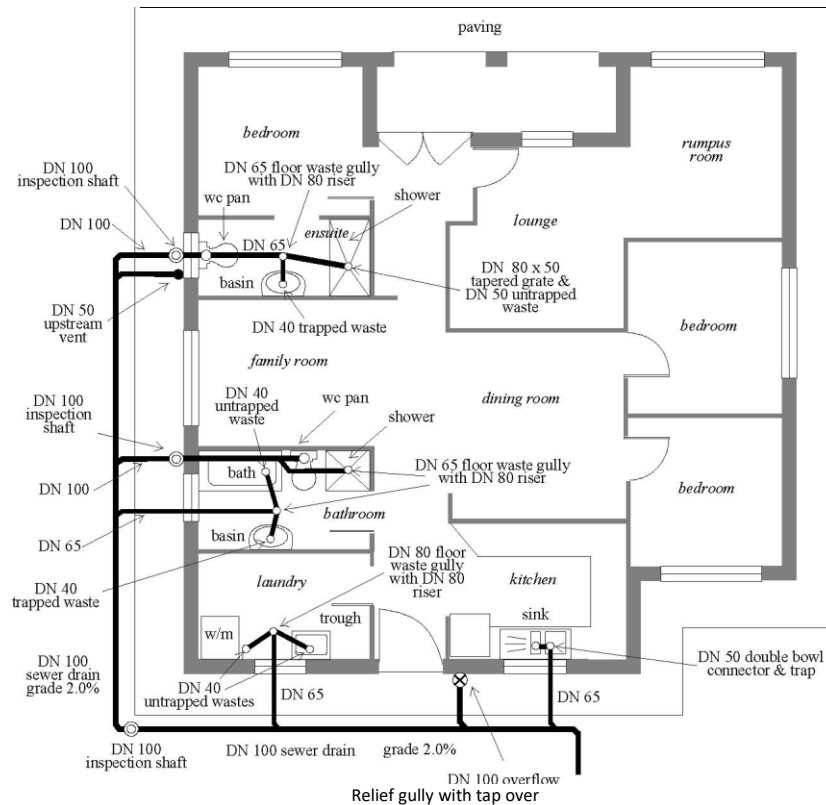 paving
bedroom
DN 65 floor waste gully
with DN 80 riser
shower
rumpus
room
DN 100
inspection shaft
wc pan
DN 100
ensuite
lounge
DN 65
basin
DN 80 x 50
tapered grate &
DN 50 untrapped
waste
DN 50
upstream
vent
DN 40 trapped waste
bedroom
family room
DN 40
untrapped
waste
wc pan
shower
dining room
DN 100
inspection
shaft
DN 100
bath
DN 65 floor waste gully
with DN 80 riser
bedroom
bathroom
DN 65
basin
DN 40
trapped waste
DN 80 floor
waste gully
with DN 80
riser
laundry
kitchen
sink
trough
w/m
DN 100
sewer drain
grade 2.0%
DN 40
untrapped wastes
DN 65
DN 65
DN 50 double bowl
connector & trap
DN 100
inspection shaft
DN 100 sewer drain
grade 2.0%
DN 100 overflow
Relief gully with tap over